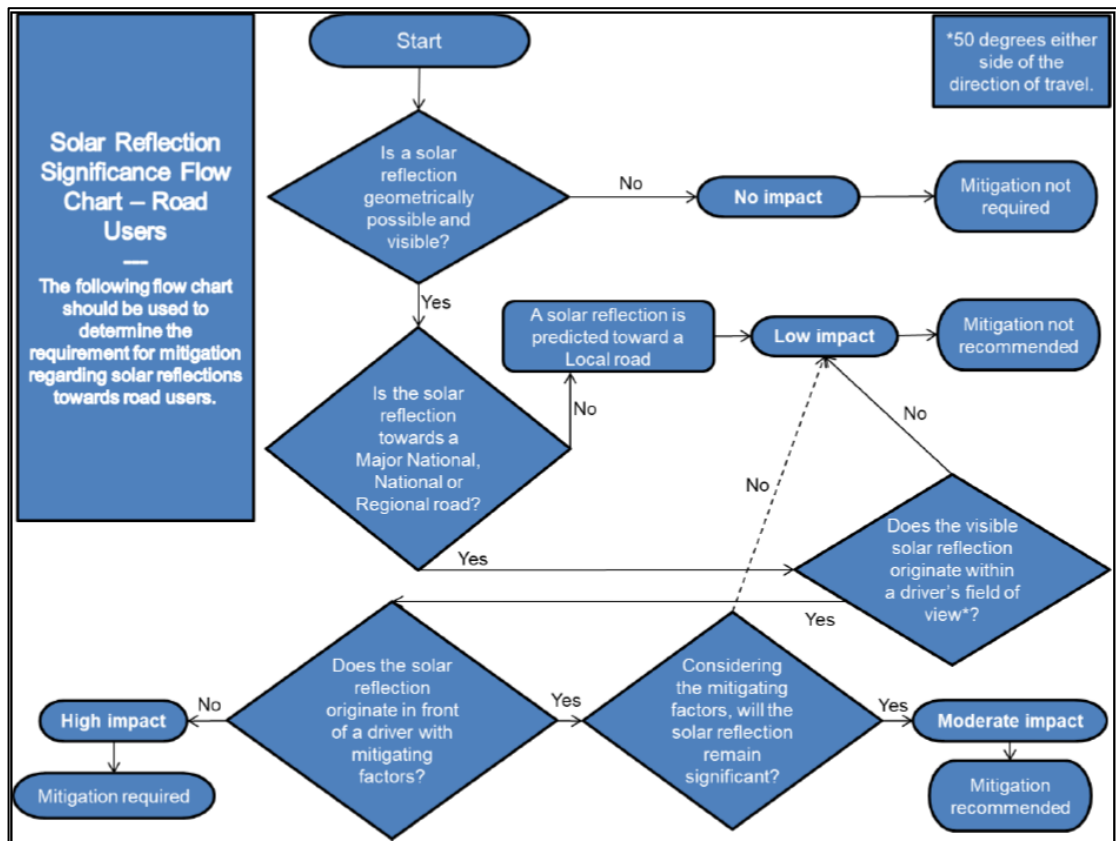 Solar Reflection
Significance Flow
Chart – Road
Users
The following flow chart
should be used to
determine the
requirement for mitigation
regarding solar reflections
towards road users.
Start
*50 degrees either
side of the
direction of travel.
Is a solar
reflection
geometrically
possible and
visible?
No
No impact
Mitigation not
required
Yes
Is the solar
reflection
towards a
Major National,
National or
Regional road?
No
A solar reflection is
predicted toward a
Local road
Low impact
Mitigation not
recommended
Yes
Does the visible
solar reflection
originate within
a driver's field of
view*?
No
Yes
Does the solar
reflection
originate in front
of a driver with
mitigating
factors?
No
High impact
Mitigation required
Yes
Considering
the mitigating
factors, will the
solar reflection
remain
significant?
No
Yes
Moderate impact
Mitigation
recommended